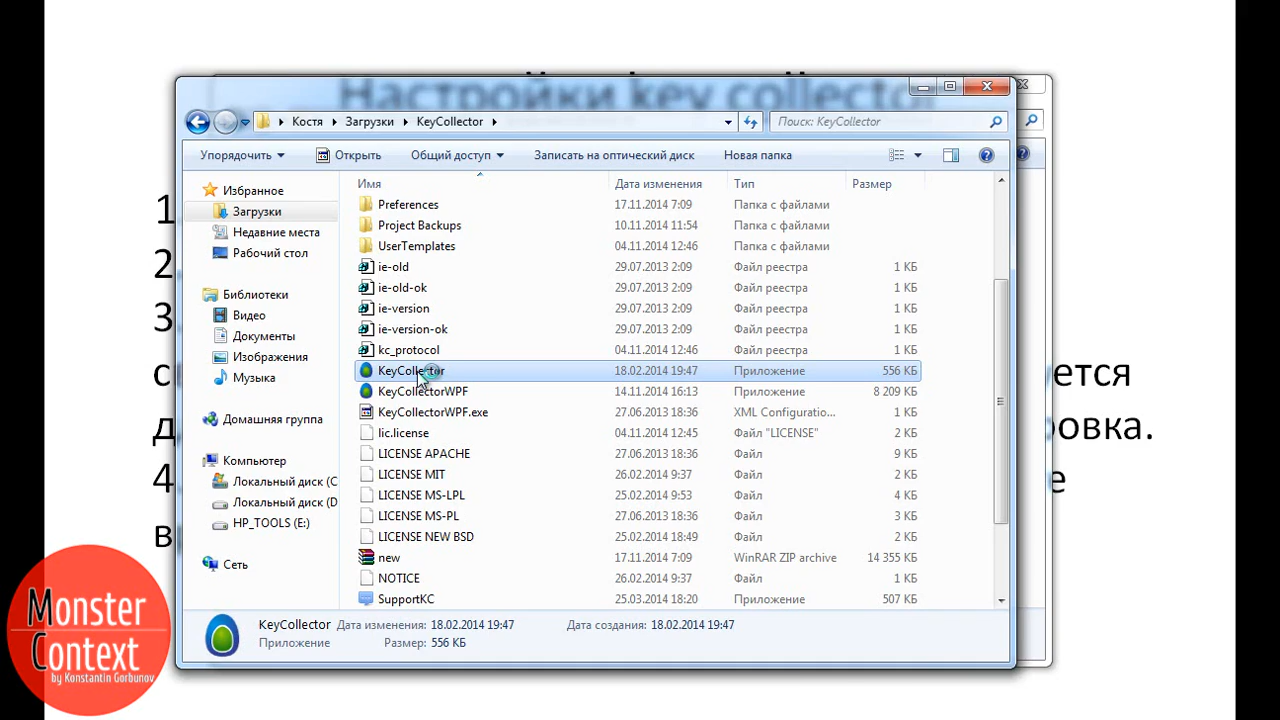 Настройки key collector
Костя
Загрузки
KeyCollector
Поиск: KeyCollector
Упорядочить
Открыть
Общий доступ
Записать на оптический диск
Новая папка
Имя Дата изменения Тип Размер
Избранное
Загрузки
Недавние места
Рабочий стол
Библиотеки
Видео
Документы
Изображения
Музыка
Домашняя группа
Компьютер
Локальный диск (C
Локальный диск (D
HP_TOOLS (E:)
Сеть
Preferences 17.11.2014 7:09 Папка с файлами
Project Backups 10.11.2014 11:54 Папка с файлами
UserTemplates 04.11.2014 12:46 Папка с файлами
ie-old 29.07.2013 2:09 Файл реестра 1 КБ
ie-old-ok 29.07.2013 2:09 Файл реестра 1 КБ
ie-version 29.07.2013 2:09 Файл реестра 1 КБ
ie-version-ok 29.07.2013 2:09 Файл реестра 1 КБ
kc_protocol 04.11.2014 12:46 Файл реестра 1 КБ
KeyCollector 18.02.2014 19:47 Приложение 556 КБ
KeyCollectorWPF 14.11.2014 16:13 Приложение 8 209 КБ
KeyCollectorWPF.exe 27.06.2013 18:36 XML Configuratio... 2 КБ
lic.license 04.11.2014 12:45 Файл "LICENSE" 2 КБ
LICENSE APACHE 27.06.2013 18:36 Файл 9 КБ
LICENSE MIT 26.02.2014 9:37 Файл 2 КБ
LICENSE MS-LPL 25.02.2014 9:53 Файл 4 КБ
LICENSE MS-PL 27.06.2013 18:36 Файл 3 КБ
LICENSE NEW BSD 25.02.2014 18:49 Файл 2 КБ
new 17.11.2014 7:09 WinRAR ZIP archive 14 355 КБ
NOTICE 26.02.2014 9:37 Файл 1 КБ
SupportKC 25.03.2014 18:20 Приложение 507 КБ
KeyCollector Дата изменения: 18.02.2014 19:47 Дата создания: 18.02.2014 19:47
Приложение Размер: 556 КБ
1
2
3
с ется
д ровка.
4 е
в
Monster
Context
by Konstantin Gorbunov